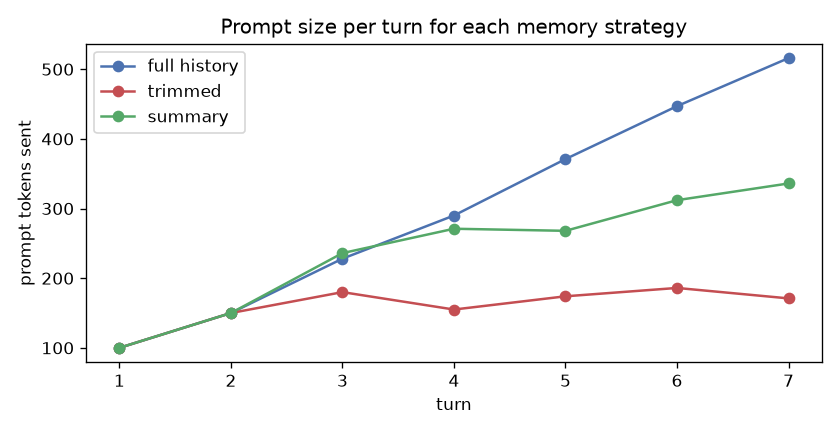 Prompt size per turn for each memory strategy
full history
trimmed
summary
prompt tokens sent
500
400
300
200
100
1 2 3 4 5 6 7
turn